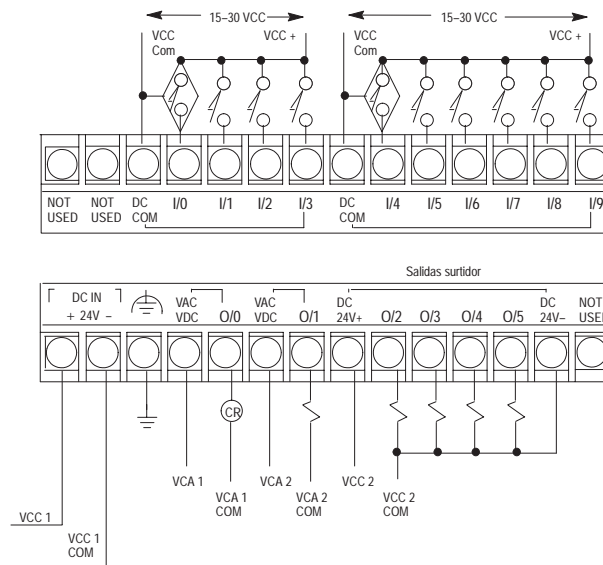 15–30 VCC
15–30 VCC
VCC
Com
VCC +
VCC
Com
VCC +
NOT
USED
NOT
USED
DC
COM
I/0
I/1
I/2
I/3
DC
COM
I/4
I/5
I/6
I/7
I/8
I/9
Salidas surtidor
DC IN
+ 24V –
VAC
VDC
O/0
VAC
VDC
O/1
DC
24V+
O/2
O/3
O/4
O/5
DC
24V–
NOT
USED
CR
VCA 1
VCA 1
COM
VCA 2
VCA 2
COM
VCC 2
VCC 2
COM
VCC 1
VCC 1
COM